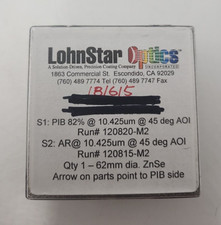 LohnStar Optics
A Solution Driven, Precision Coating Company INCORPORATED
1863 Commercial St. Escondido, CA 92029
(760) 489 7774 Tel (760) 489 7747 Fax
1B/615
S1: PIB 82% @ 10.425um @ 45 deg AOI
Run# 120820-M2
S2: AR@ 10.425um @ 45 deg AOI
Run# 120815-M2
Qty 1 – 62mm dia. ZnSe
Arrow on parts point to PIB side